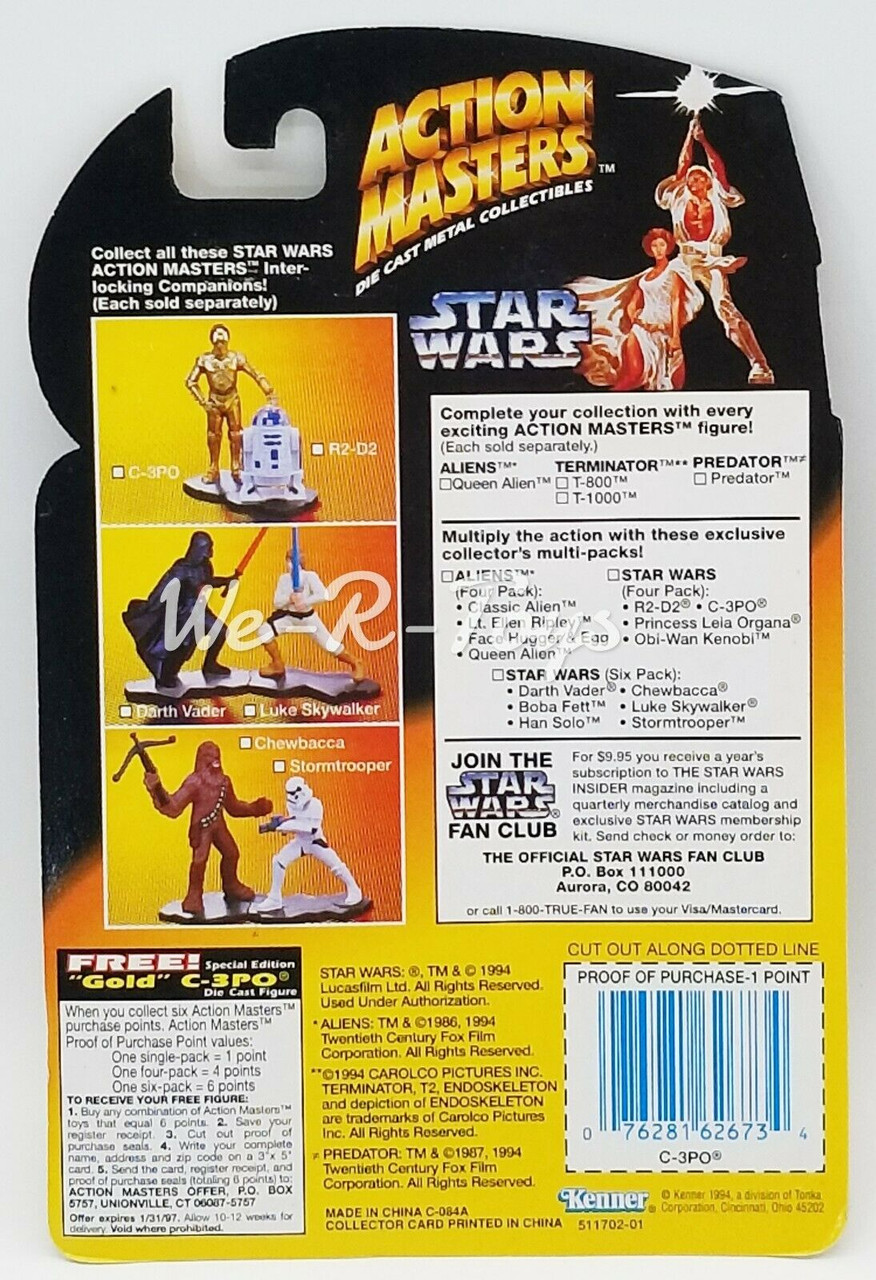 ACTION
MASTERS™
DIE CAST METAL COLLECTIBLES
STAR
WARS
Collect all these STAR WARS
ACTION MASTERS™ Inter-
locking Companions!
(Each sold separately)
C-3PO
R2-D2
Darth Vader
Luke Skywalker
Chewbacca
Stormtrooper
Complete your collection with every
exciting ACTION MASTERS™ figure!
(Each sold separately.)
ALIENS™* TERMINATOR™** PREDATOR™≠
Queen Alien™ T-800™ Predator™
T-1000™
Multiply the action with these exclusive
collector's multi-packs!
ALIENS™*
(Four Pack):
• Classic Alien™
• Lt. Ellen Ripley™
• Face Hugger & Egg
• Queen Alien™
STAR WARS
(Four Pack):
• R2-D2® • C-3PO®
• Princess Leia Organa®
• Obi-Wan Kenobi™
STAR WARS (Six Pack):
• Darth Vader® • Chewbacca®
• Boba Fett™ • Luke Skywalker®
• Han Solo™ • Stormtrooper™
We-R-Toys
JOIN THE
STAR
WARS®
FAN CLUB
For $9.95 you receive a year's
subscription to THE STAR WARS
INSIDER magazine including a
quarterly merchandise catalog and
exclusive STAR WARS membership
kit. Send check or money order to:
THE OFFICIAL STAR WARS FAN CLUB
P.O. Box 111000
Aurora, CO 80042
or call 1-800-TRUE-FAN to use your Visa/Mastercard.
FREE! Special Edition
"Gold" C-3PO®
Die Cast Figure
When you collect six Action Masters™
purchase points. Action Masters™
Proof of Purchase Point values:
One single-pack = 1 point
One four-pack = 4 points
One six-pack = 6 points
TO RECEIVE YOUR FREE FIGURE:
1. Buy any combination of Action Masters™
toys that equal 6 points. 2. Save your
register receipt. 3. Cut out proof of
purchase seals. 4. Write your complete
name, address and zip code on a 3"x 5"
card. 5. Send the card, register receipt, and
proof of purchase seals (totaling 6 points) to:
ACTION MASTERS OFFER, P.O. BOX
5757, UNIONVILLE, CT 06087-5757
Offer expires 1/31/97. Allow 10-12 weeks for
delivery. Void where prohibited.
STAR WARS: ®, TM & © 1994
Lucasfilm Ltd. All Rights Reserved.
Used Under Authorization.
* ALIENS: TM & ©1986, 1994
Twentieth Century Fox Film
Corporation. All Rights Reserved.
**©1994 CAROLCO PICTURES INC.
TERMINATOR, T2, ENDOSKELETON
and depiction of ENDOSKELETON
are trademarks of Carolco Pictures
Inc. All Rights Reserved.
≠ PREDATOR: TM & ©1987, 1994
Twentieth Century Fox Film
Corporation. All Rights Reserved.
MADE IN CHINA C-084A
COLLECTOR CARD PRINTED IN CHINA
CUT OUT ALONG DOTTED LINE
PROOF OF PURCHASE-1 POINT
0 76281 62673 4
C-3PO®
Kenner®
© Kenner 1994, a division of Tonka
Corporation, Cincinnati, Ohio 45202
511702-01